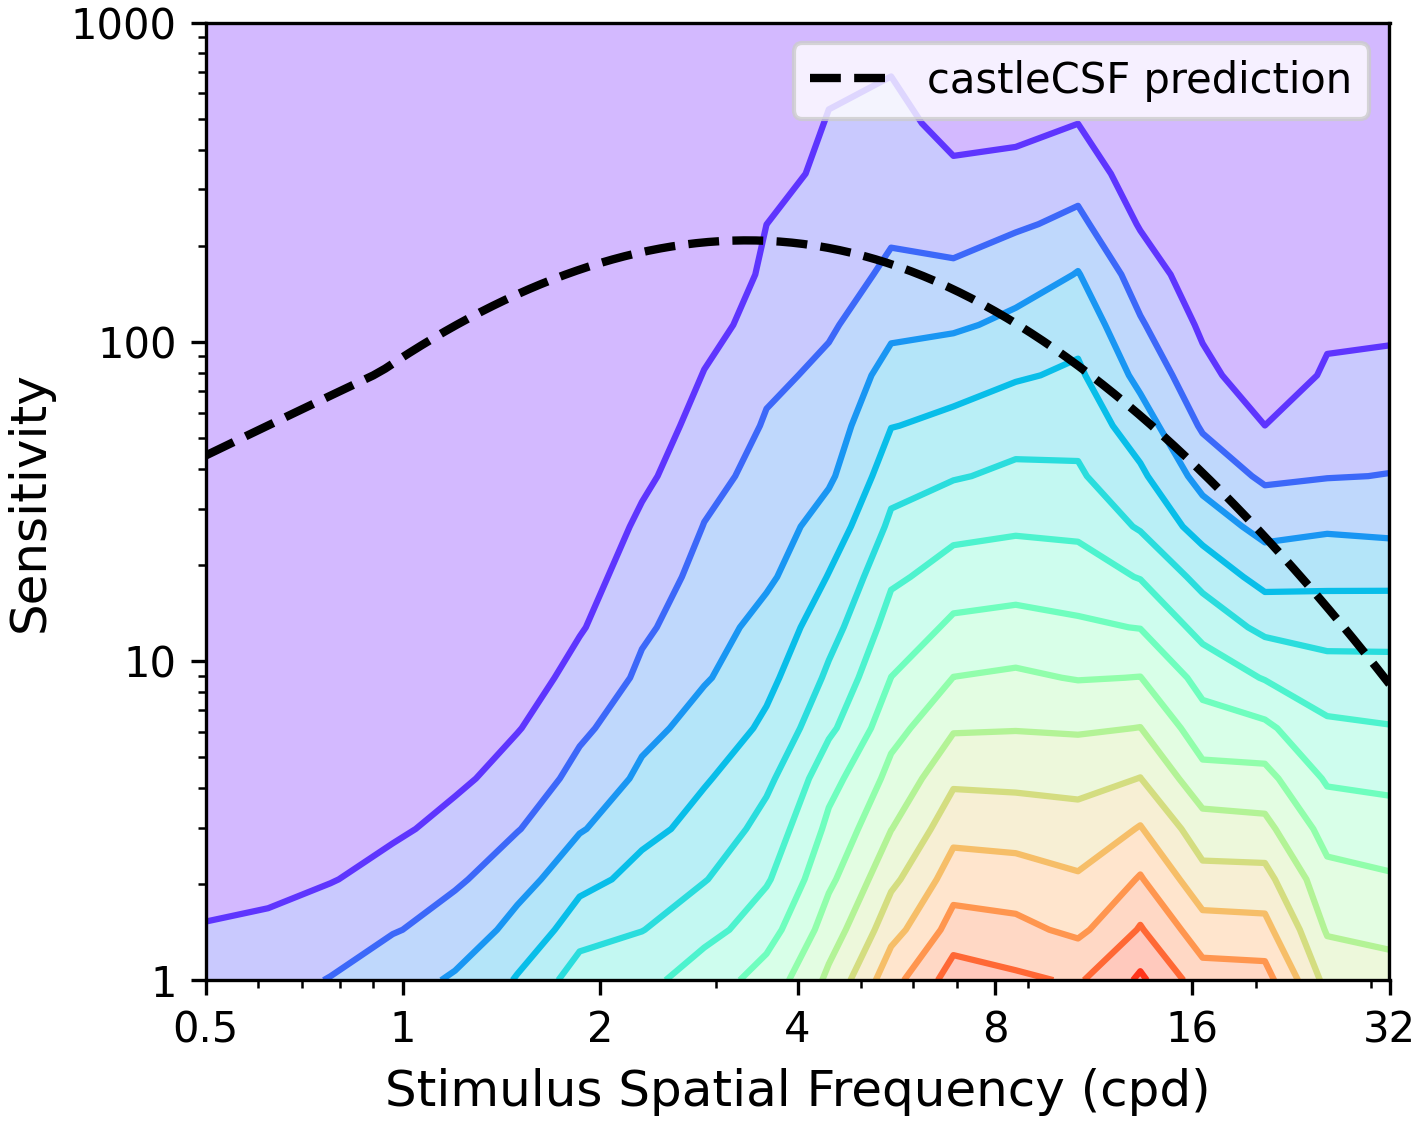 1000
100
10
1
Sensitivity
castleCSF prediction
0.5 1 2 4 8 16 32
Stimulus Spatial Frequency (cpd)